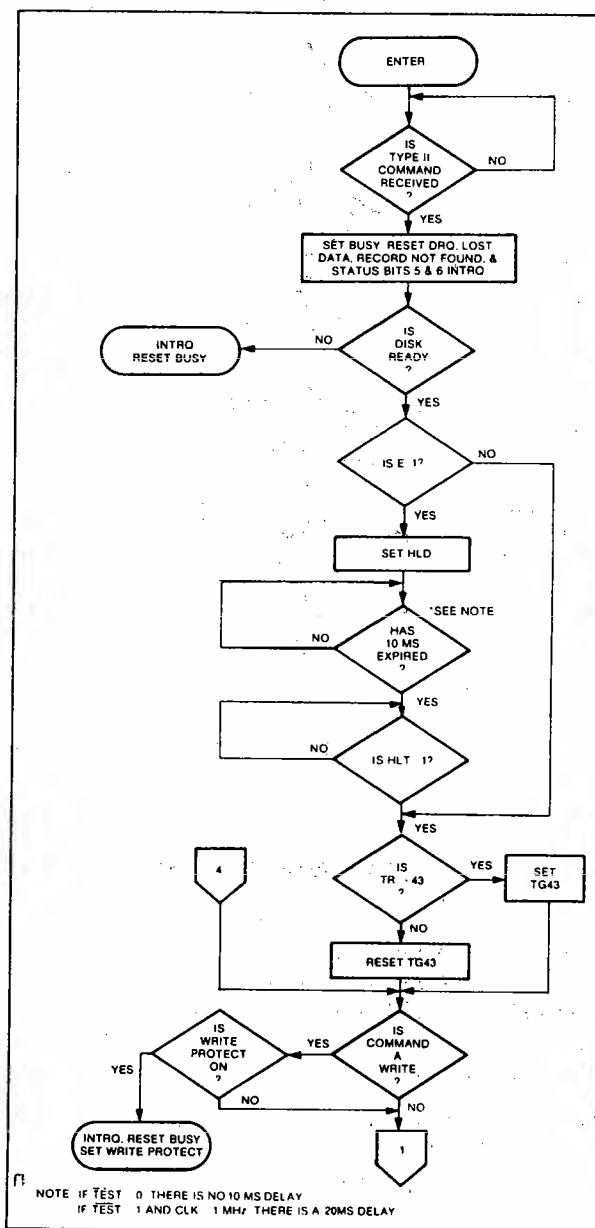 ENTER
IS
TYPE II
COMMAND
RECEIVED
?
NO
YES
SET BUSY RESET DRQ, LOST
DATA, RECORD NOT FOUND, &
STATUS BITS 5 & 6 INTRQ
INTRQ
RESET BUSY
NO
IS
DISK
READY
?
YES
IS E 1?
NO
YES
SET HLD
*SEE NOTE
HAS
10 MS
EXPIRED
?
NO
YES
IS HLT 1?
NO
YES
4
IS
TR 43
?
YES
SET
TG43
NO
RESET TG43
IS
WRITE
PROTECT
ON
?
YES
IS
COMMAND
A
WRITE
?
YES
NO
NO
INTRQ. RESET BUSY
SET WRITE PROTECT
1
NOTE IF TEST 0 THERE IS NO 10 MS DELAY
IF TEST 1 AND CLK 1 MHz THERE IS A 20MS DELAY